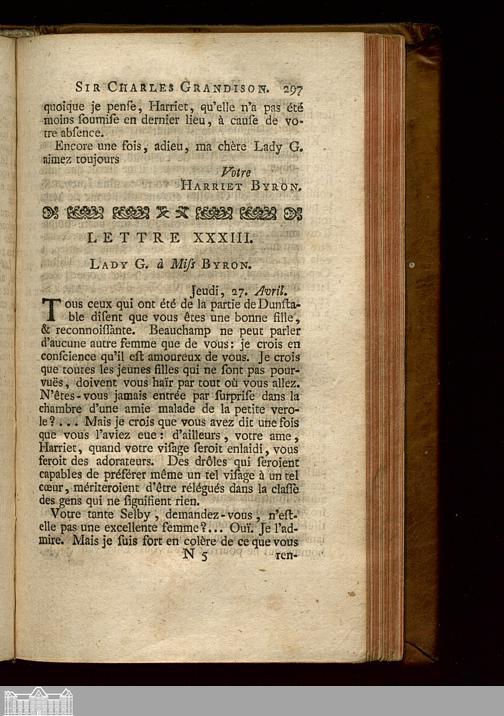 SIR CHARLES GRANDISON. 297
quoique je penſe, Harriet, qu'elle n'a pas été
moins ſoumiſe en dernier lieu, à cauſe de vo-
tre abſence.
Encore une fois, adieu, ma chère Lady G.
aimez toujours
Votre
HARRIET BYRON.
LETTRE XXXIII.
LADY G. à Miſs BYRON.
Jeudi, 27. Avril.
Tous ceux qui ont été de la partie de Dunſta-
ble diſent que vous êtes une bonne fille,
& reconnoiſſante. Beauchamp ne peut parler
d'aucune autre femme que de vous: je crois en
conſcience qu'il eſt amoureux de vous. Je crois
que toutes les jeunes filles qui ne ſont pas pour-
vuës, doivent vous haïr par tout où vous allez.
N'êtes-vous jamais entrée par ſurpriſe dans la
chambre d'une amie malade de la petite vero-
le?... Mais je crois que vous avez dit une fois
que vous l'aviez eue: d'ailleurs, votre ame,
Harriet, quand votre viſage ſeroit enlaidi, vous
feroit des adorateurs. Des drôles qui ſeroient
capables de préférer même un tel viſage à un tel
cœur, mériteroient d'être rélégués dans la claſſe
des gens qui ne ſignifient rien.
Votre tante Selby, demandez-vous, n'eſt-
elle pas une excellente femme?... Ouï. Je l'ad-
mire. Mais je ſuis fort en colère de ce que vous
N 5 ren-